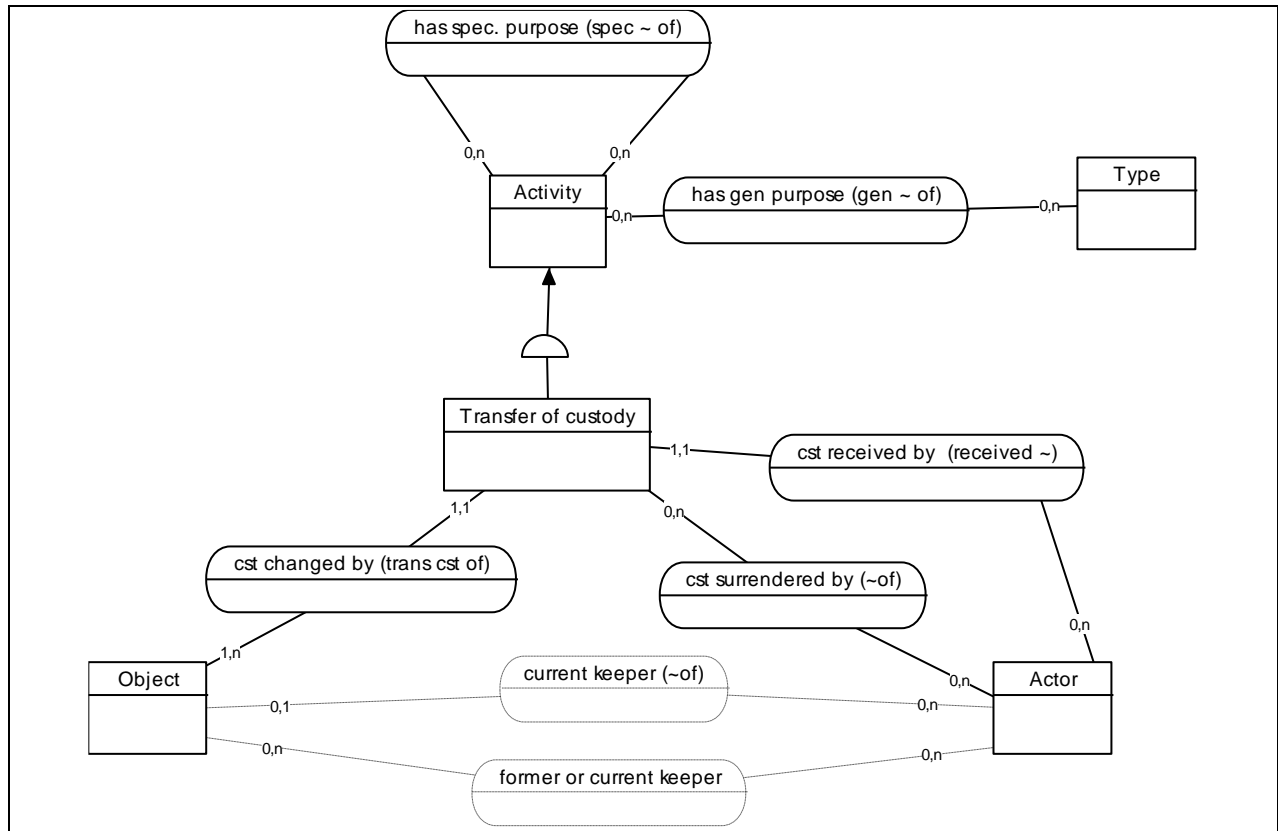 has spec. purpose (spec ~ of)
0,n
0,n
Activity
0,n
has gen purpose (gen ~ of)
0,n
Type
Transfer of custody
1,1
cst received by (received ~)
1,1
0,n
cst changed by (trans cst of)
cst surrendered by (~of)
0,n
1,n
Object
current keeper (~of)
0,n
Actor
0,1
0,n
0,n
former or current keeper
0,n